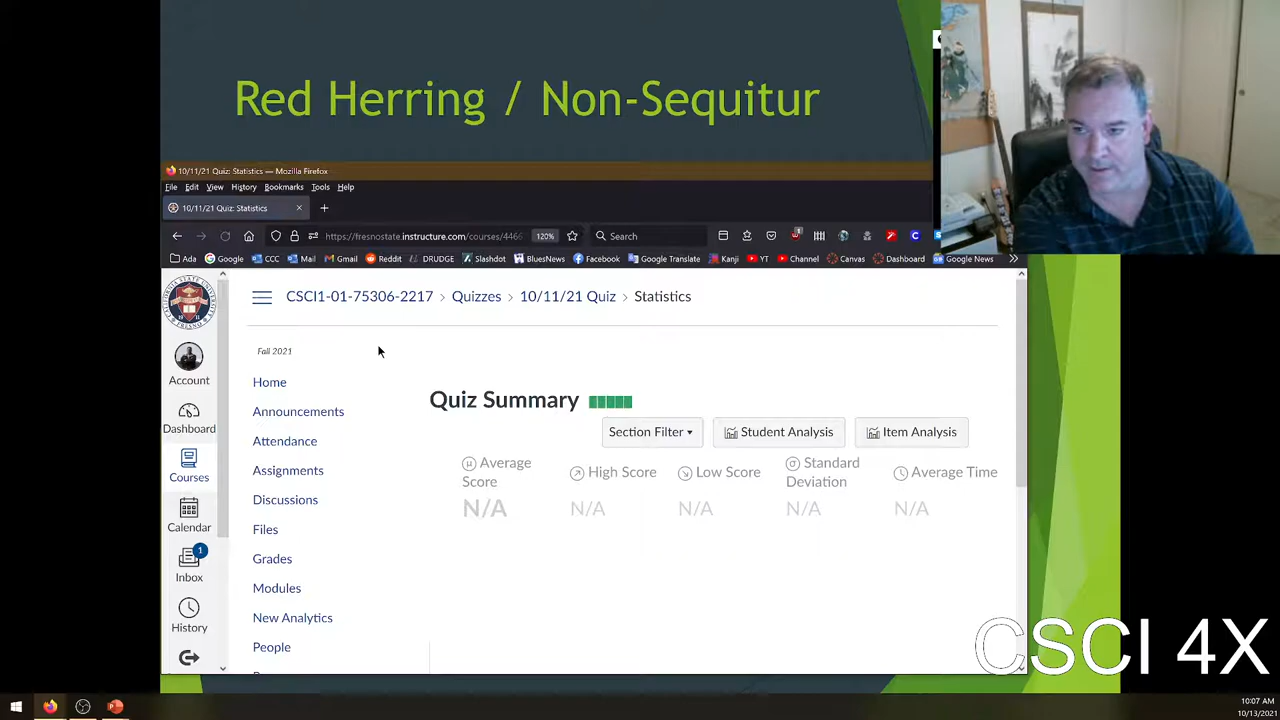 Red Herring / Non-Sequitur
10/11/21 Quiz: Statistics — Mozilla Firefox
File Edit View History Bookmarks Tools Help
10/11/21 Quiz: Statistics
https://fresnostate.instructure.com/courses/4466 120% Search
Ada Google CCC Mail Gmail Reddit DRUDGE Slashdot BluesNews Facebook Google Translate Kanji YT Channel Canvas Dashboard Google News
CSCI1-01-75306-2217 > Quizzes > 10/11/21 Quiz > Statistics
Fall 2021
Account
Dashboard
Courses
Calendar
1
Inbox
History
Home
Announcements
Attendance
Assignments
Discussions
Files
Grades
Modules
New Analytics
People
Quiz Summary
Section Filter Student Analysis Item Analysis
Average Score High Score Low Score Standard Deviation Average Time
N/A N/A N/A N/A N/A
CSCI 4X
10:07 AM
10/13/2021